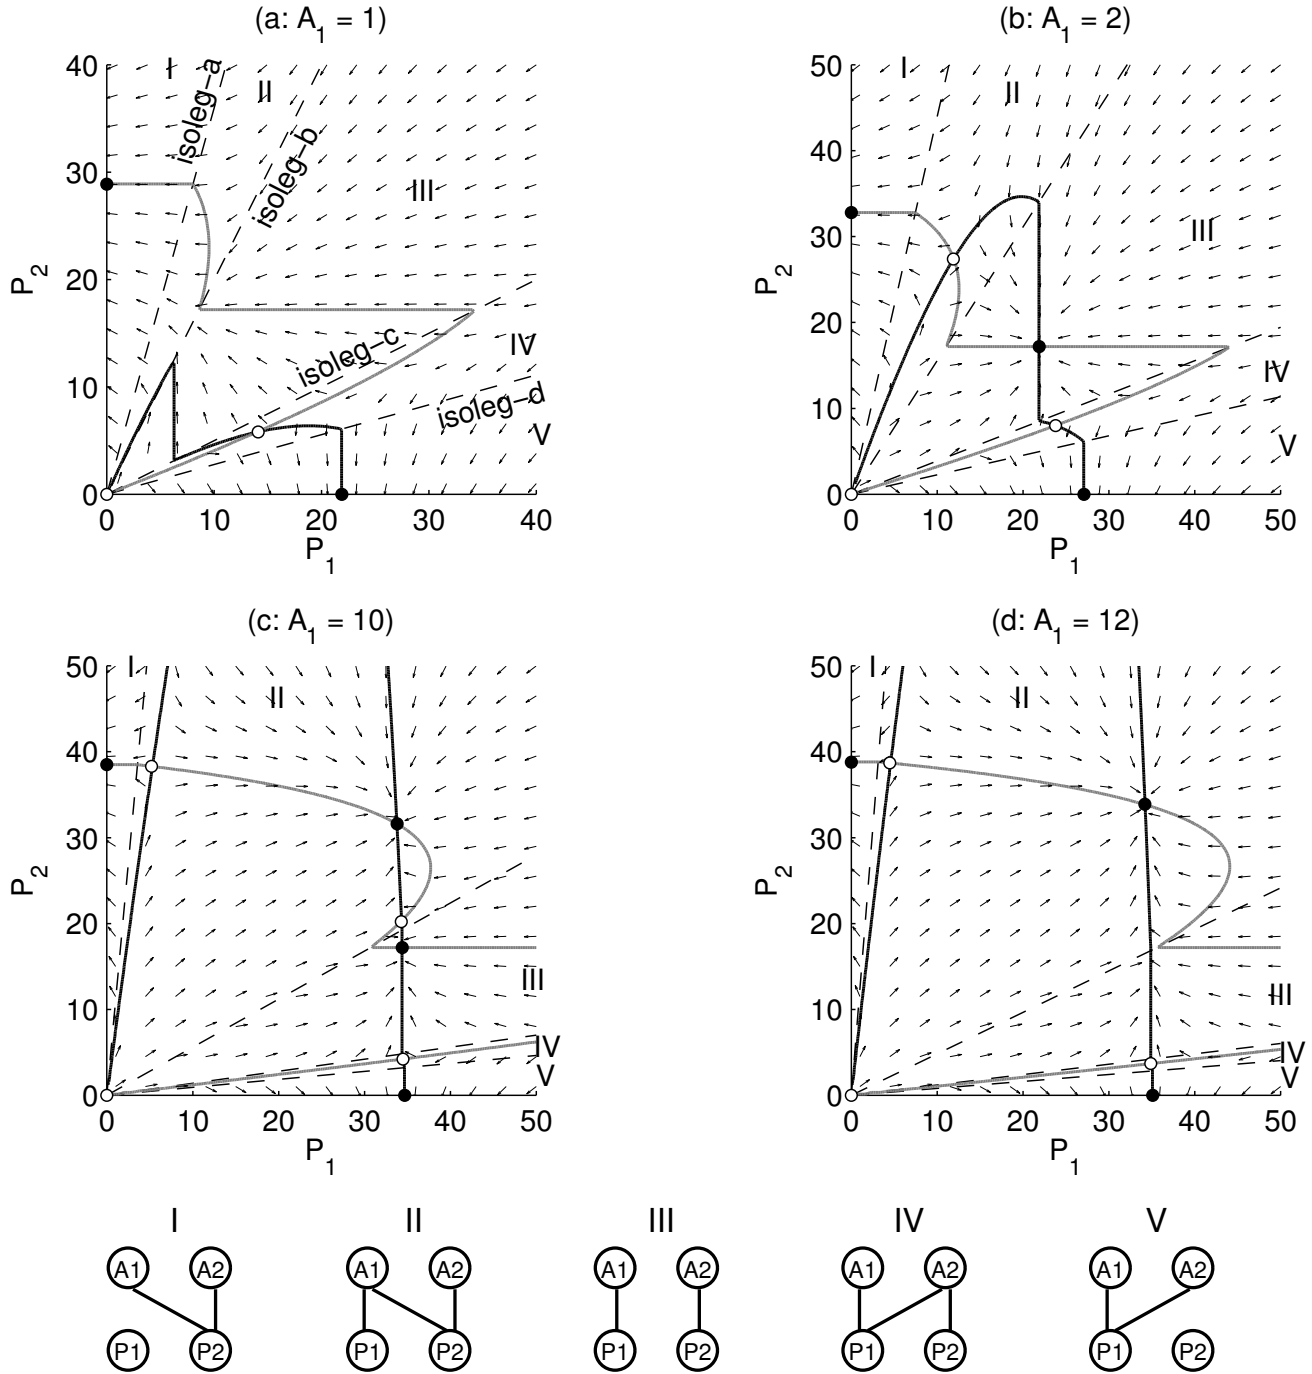 (a: A1 = 1)
I
isoleg-a
II
isoleg-b
III
isoleg-c
IV
isoleg-d
V
40
30
20
10
0
P2
0 10 20 30 40
P1
(b: A1 = 2)
I
II
III
IV
V
50
40
30
20
10
0
P2
0 10 20 30 40 50
P1
(c: A1 = 10)
I
II
III
IV
V
50
40
30
20
10
0
P2
0 10 20 30 40 50
P1
(d: A1 = 12)
I
II
III
IV
V
50
40
30
20
10
0
P2
0 10 20 30 40 50
P1
I II III IV V
A1 A2 A1 A2 A1 A2 A1 A2 A1 A2
P1 P2 P1 P2 P1 P2 P1 P2 P1 P2